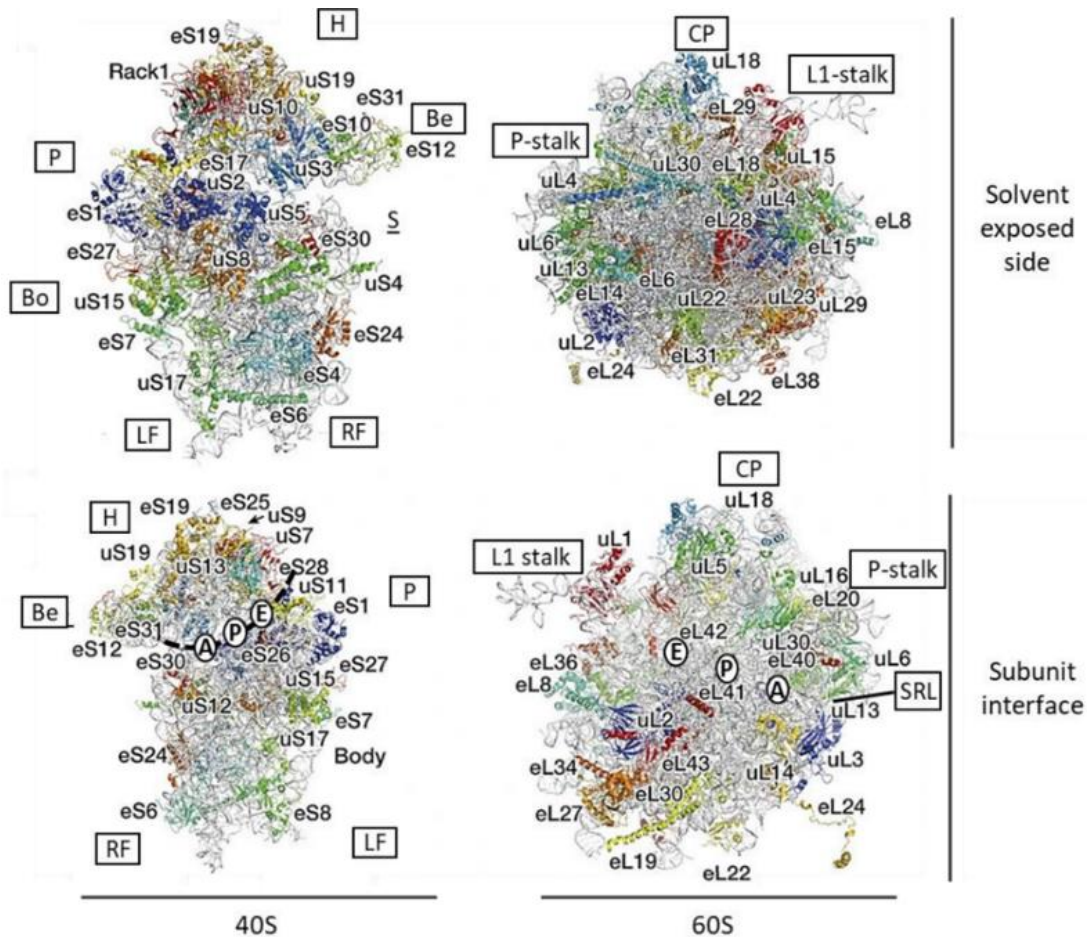 H
eS19
Rack1
uS19
eS31
uS10
eS10
Be
eS12
P
eS17
uS3
uS2
eS1
uS5
S
eS27
eS30
uS8
uS4
Bo
uS15
eS7
eS24
uS17
eS4
eS6
LF
RF
CP
uL18
L1-stalk
eL29
P-stalk
uL30
eL18
uL15
uL4
uL4
eL28
eL8
uL6
eL15
uL13
eL6
eL14
uL22
uL23
uL29
uL2
eL31
eL24
eL38
eL22
Solvent
exposed
side
eS25
eS19
uS9
H
uS7
uS19
uS13
eS28
uS11
P
Be
eS1
E
P
eS31
A
eS12
eS26
eS30
eS27
uS15
uS12
eS7
uS17
eS24
Body
eS6
eS8
RF
LF
40S
CP
uL18
uL1
L1 stalk
uL5
uL16
P-stalk
eL20
eL42
uL30
E
eL36
P
eL40
uL6
eL8
eL41
A
SRL
uL13
uL2
uL3
eL43
uL14
eL34
eL30
eL24
eL27
eL19
eL22
60S
Subunit
interface